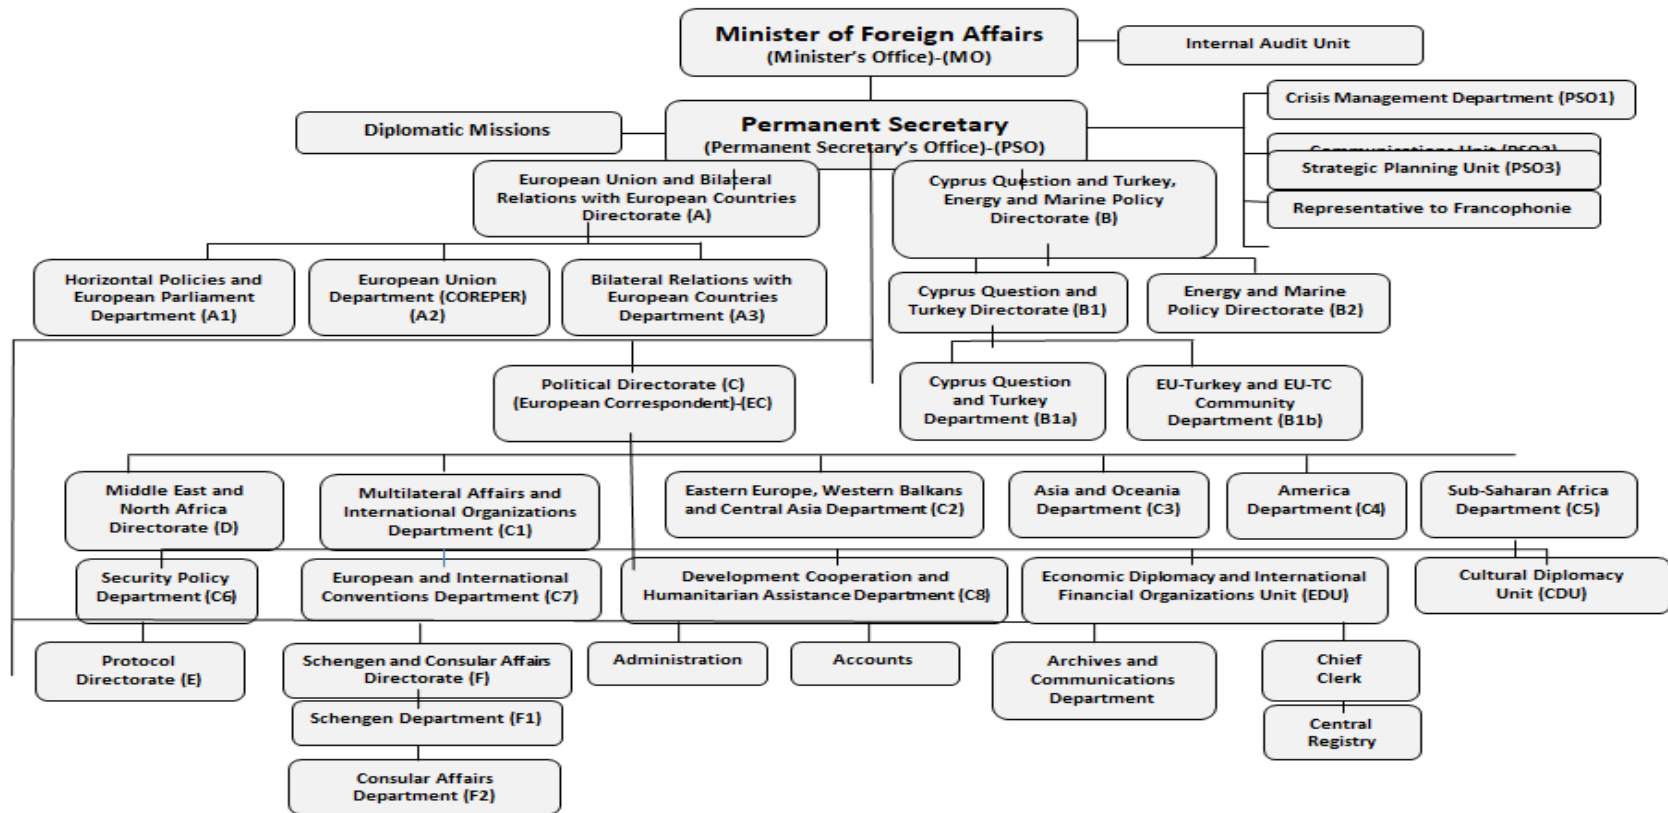 Minister of Foreign Affairs
(Minister's Office)-(MO)
Internal Audit Unit
Crisis Management Department (PSO1)
Diplomatic Missions
Permanent Secretary
(Permanent Secretary's Office)-(PSO)
Communications Unit (PSO2)
Strategic Planning Unit (PSO3)
Representative to Francophonie
European Union and Bilateral
Relations with European Countries
Directorate (A)
Cyprus Question and Turkey,
Energy and Marine Policy
Directorate (B)
Horizontal Policies and
European Parliament
Department (A1)
European Union
Department (COREPER)
(A2)
Bilateral Relations with
European Countries
Department (A3)
Cyprus Question and
Turkey Directorate (B1)
Energy and Marine
Policy Directorate (B2)
Political Directorate (C)
(European Correspondent)-(EC)
Cyprus Question
and Turkey
Department (B1a)
EU-Turkey and EU-TC
Community
Department (B1b)
Middle East and
North Africa
Directorate (D)
Multilateral Affairs and
International Organizations
Department (C1)
Eastern Europe, Western Balkans
and Central Asia Department (C2)
Asia and Oceania
Department (C3)
America
Department (C4)
Sub-Saharan Africa
Department (C5)
Security Policy
Department (C6)
European and International
Conventions Department (C7)
Development Cooperation and
Humanitarian Assistance Department (C8)
Economic Diplomacy and International
Financial Organizations Unit (EDU)
Cultural Diplomacy
Unit (CDU)
Protocol
Directorate (E)
Schengen and Consular Affairs
Directorate (F)
Administration
Accounts
Archives and
Communications
Department
Chief
Clerk
Schengen Department (F1)
Central
Registry
Consular Affairs
Department (F2)